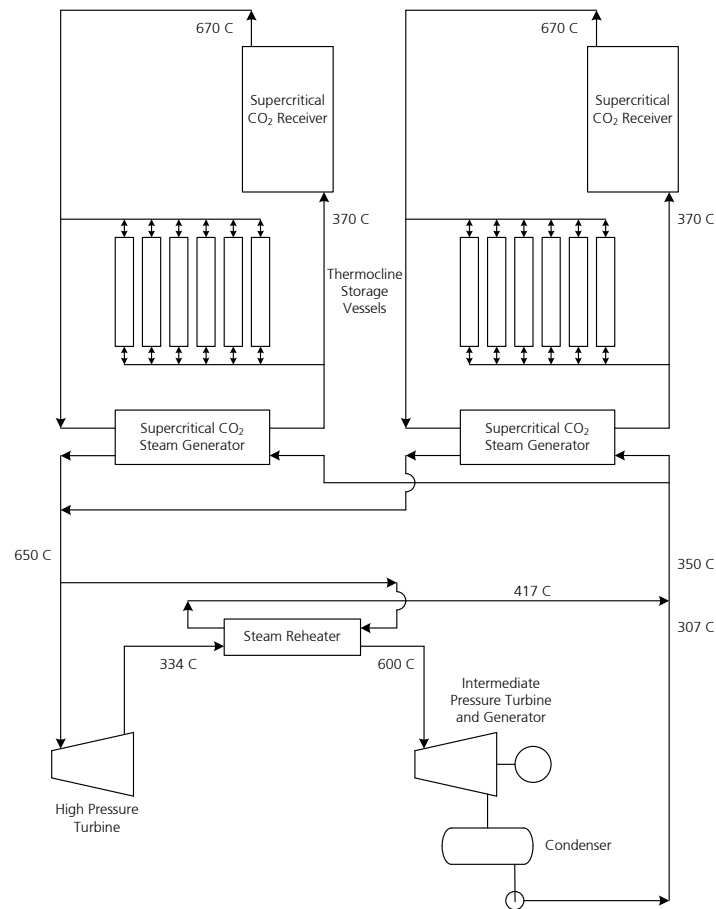 670 C
670 C
Supercritical
CO₂ Receiver
Supercritical
CO₂ Receiver
370 C
370 C
Thermocline
Storage
Vessels
Supercritical CO₂
Steam Generator
Supercritical CO₂
Steam Generator
650 C
350 C
417 C
307 C
Steam Reheater
334 C
600 C
Intermediate
Pressure Turbine
and Generator
High Pressure
Turbine
Condenser